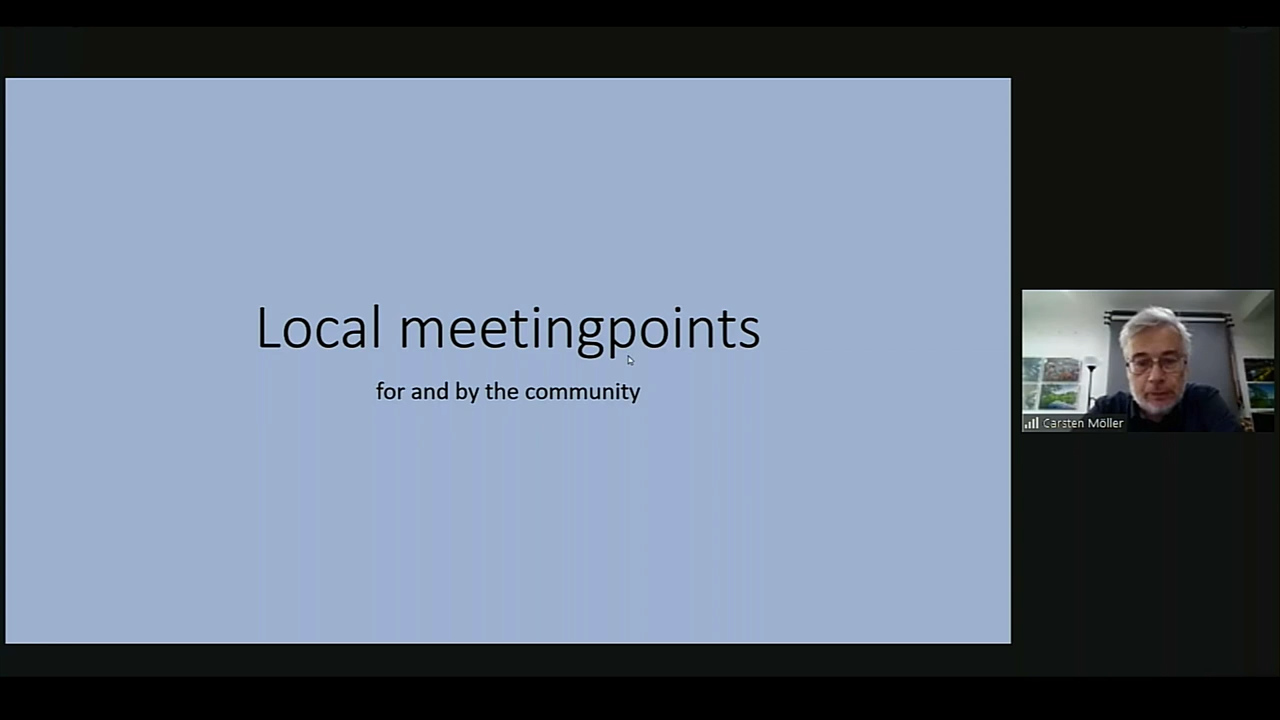 Local meetingpoints
for and by the community
Carsten Möller